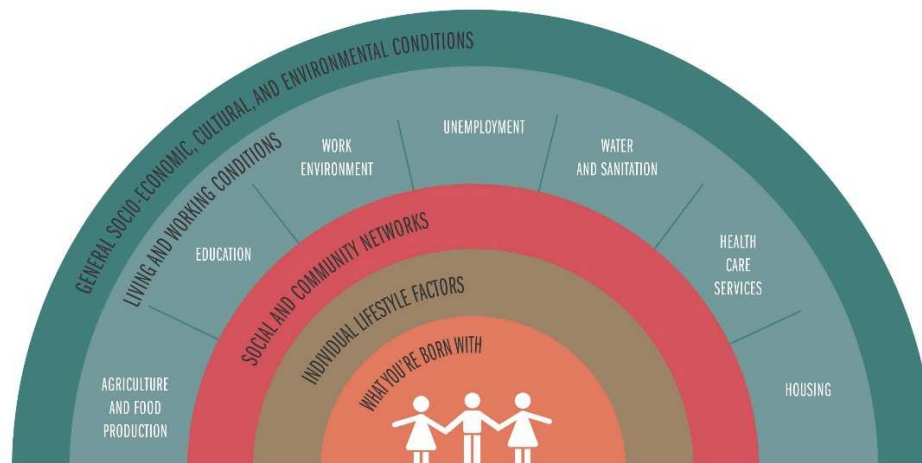 GENERAL SOCIO-ECONOMIC, CULTURAL, AND ENVIRONMENTAL CONDITIONS
LIVING AND WORKING CONDITIONS
AGRICULTURE
AND FOOD
PRODUCTION
EDUCATION
WORK
ENVIRONMENT
UNEMPLOYMENT
WATER
AND SANITATION
HEALTH
CARE
SERVICES
HOUSING
SOCIAL AND COMMUNITY NETWORKS
INDIVIDUAL LIFESTYLE FACTORS
WHAT YOU'RE BORN WITH